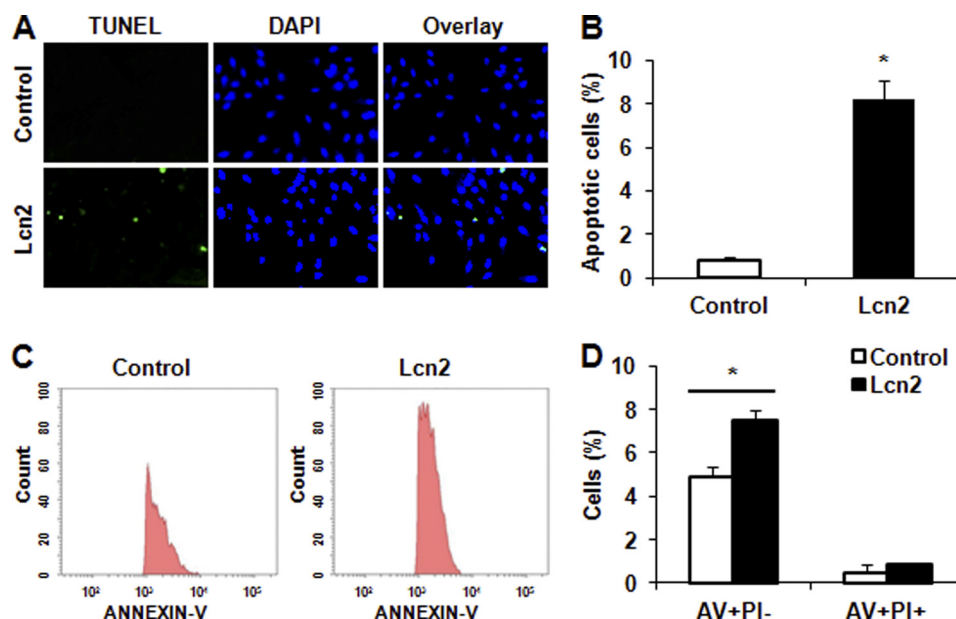 A
TUNEL DAPI Overlay
Control
Lcn2
B
Apoptotic cells (%)
10
8
6
4
2
0
*
Control Lcn2
C
Control Lcn2
Count
100
80
60
40
20
0
10² 10³ 10⁴ 10⁵
ANNEXIN-V
Count
100
80
60
40
20
0
10² 10³ 10⁴ 10⁵
ANNEXIN-V
D
Control
Lcn2
Cells (%)
10
8
6
4
2
0
*
AV+PI- AV+PI+